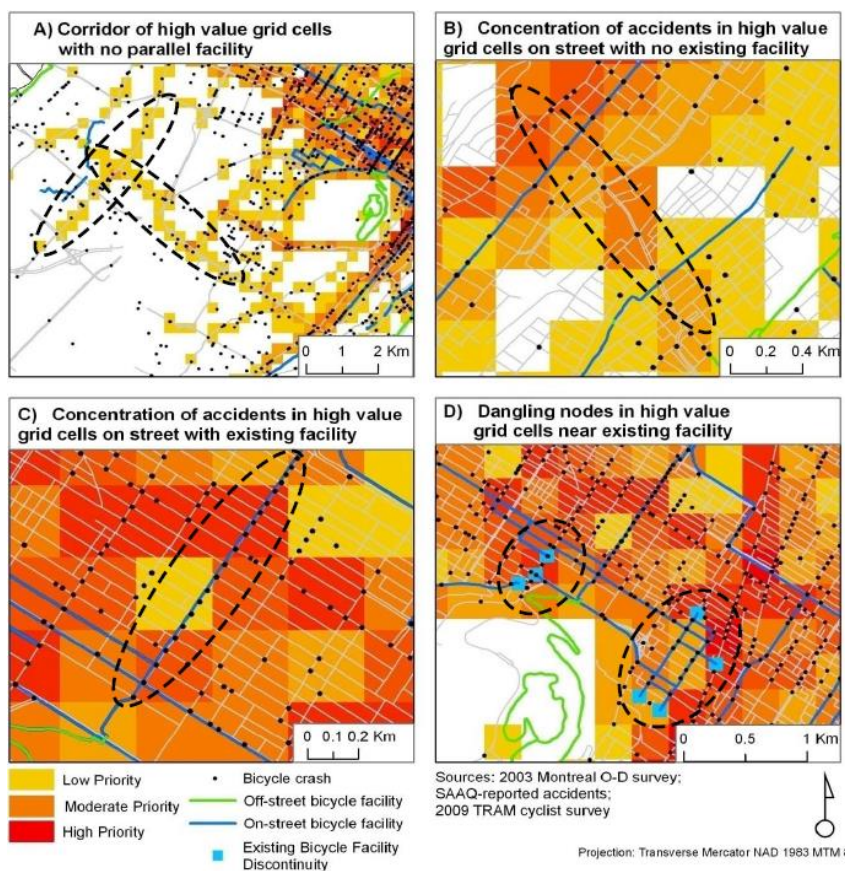 A) Corridor of high value grid cells
with no parallel facility
0 1 2 Km
B) Concentration of accidents in high value
grid cells on street with no existing facility
0 0.2 0.4 Km
C) Concentration of accidents in high value
grid cells on street with existing facility
0 0.1 0.2 Km
D) Dangling nodes in high value
grid cells near existing facility
0 0.5 1 Km
Low Priority
Moderate Priority
High Priority
Bicycle crash
Off-street bicycle facility
On-street bicycle facility
Existing Bicycle Facility
Discontinuity
Sources: 2003 Montreal O-D survey;
SAAQ-reported accidents;
2009 TRAM cyclist survey
Projection: Transverse Mercator NAD 1983 MTM